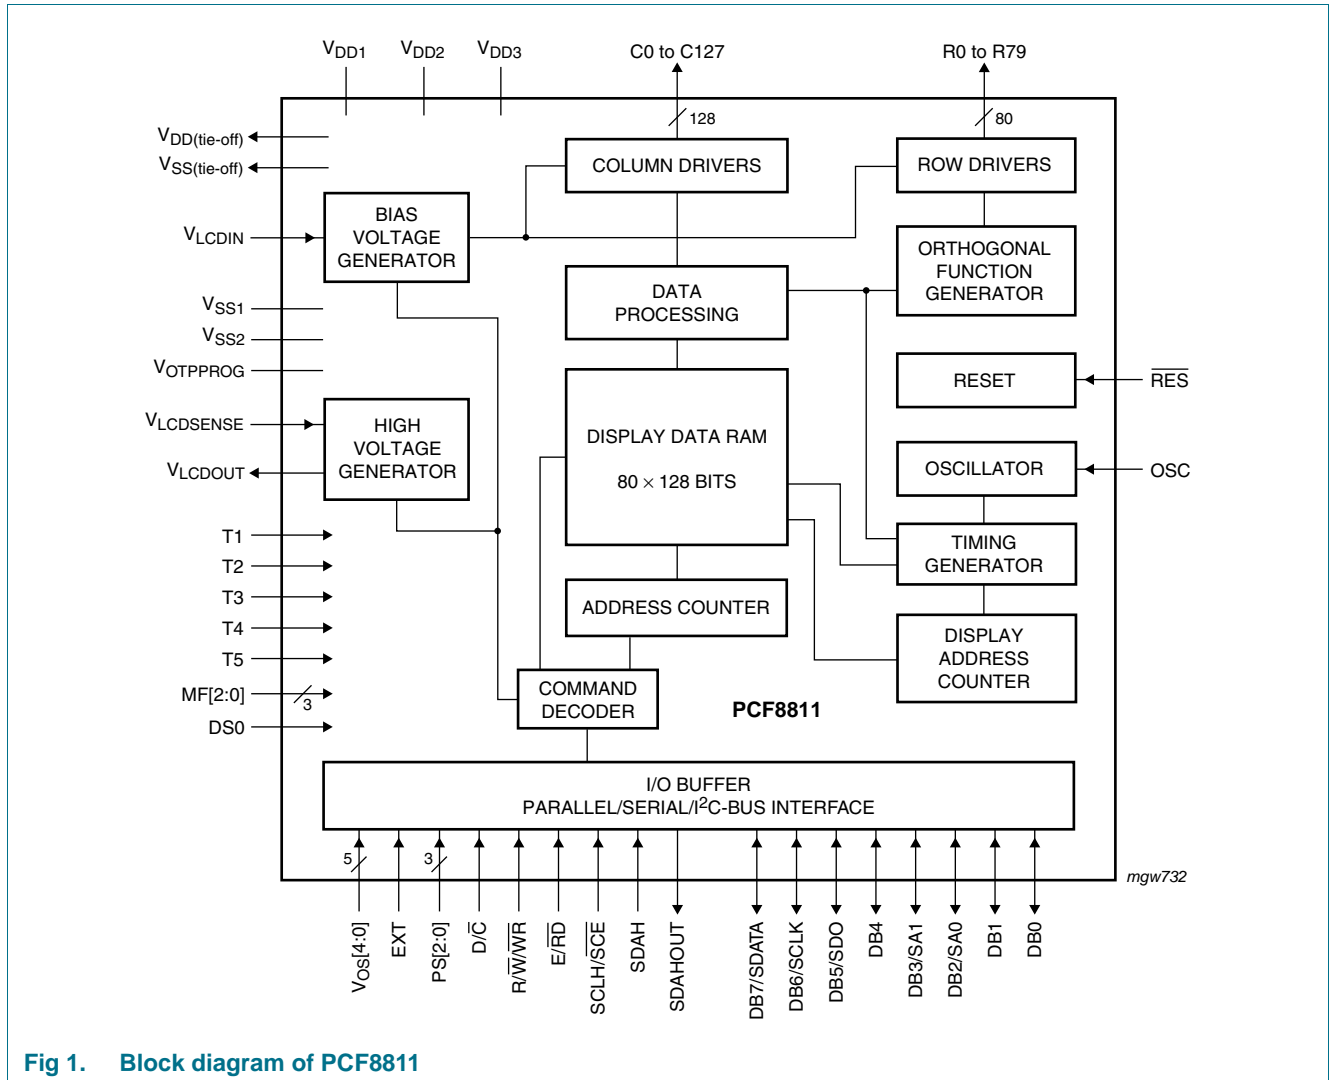 VDD1 VDD2 VDD3 C0 to C127 R0 to R79
128 80
VDD(tie-off)
VSS(tie-off)
COLUMN DRIVERS
ROW DRIVERS
VLCDIN
BIAS
VOLTAGE
GENERATOR
ORTHOGONAL
FUNCTION
GENERATOR
DATA
PROCESSING
VSS1
VSS2
VOTPPROG
RESET
R̅E̅S̅
VLCDSENSE
VLCDOUT
HIGH
VOLTAGE
GENERATOR
DISPLAY DATA RAM
80 × 128 BITS
OSCILLATOR
OSC
T1
T2
T3
T4
T5
MF[2:0]
3
DS0
TIMING
GENERATOR
ADDRESS COUNTER
DISPLAY
ADDRESS
COUNTER
COMMAND
DECODER
PCF8811
I/O BUFFER
PARALLEL/SERIAL/I²C-BUS INTERFACE
5 3
mgw732
VOS[4:0]
EXT
PS[2:0]
D/C̅
R/W̅/W̅R̅
E/R̅D̅
SCLH/S̅C̅E̅
SDAH
SDAHOUT
DB7/SDATA
DB6/SCLK
DB5/SDO
DB4
DB3/SA1
DB2/SA0
DB1
DB0
Fig 1. Block diagram of PCF8811